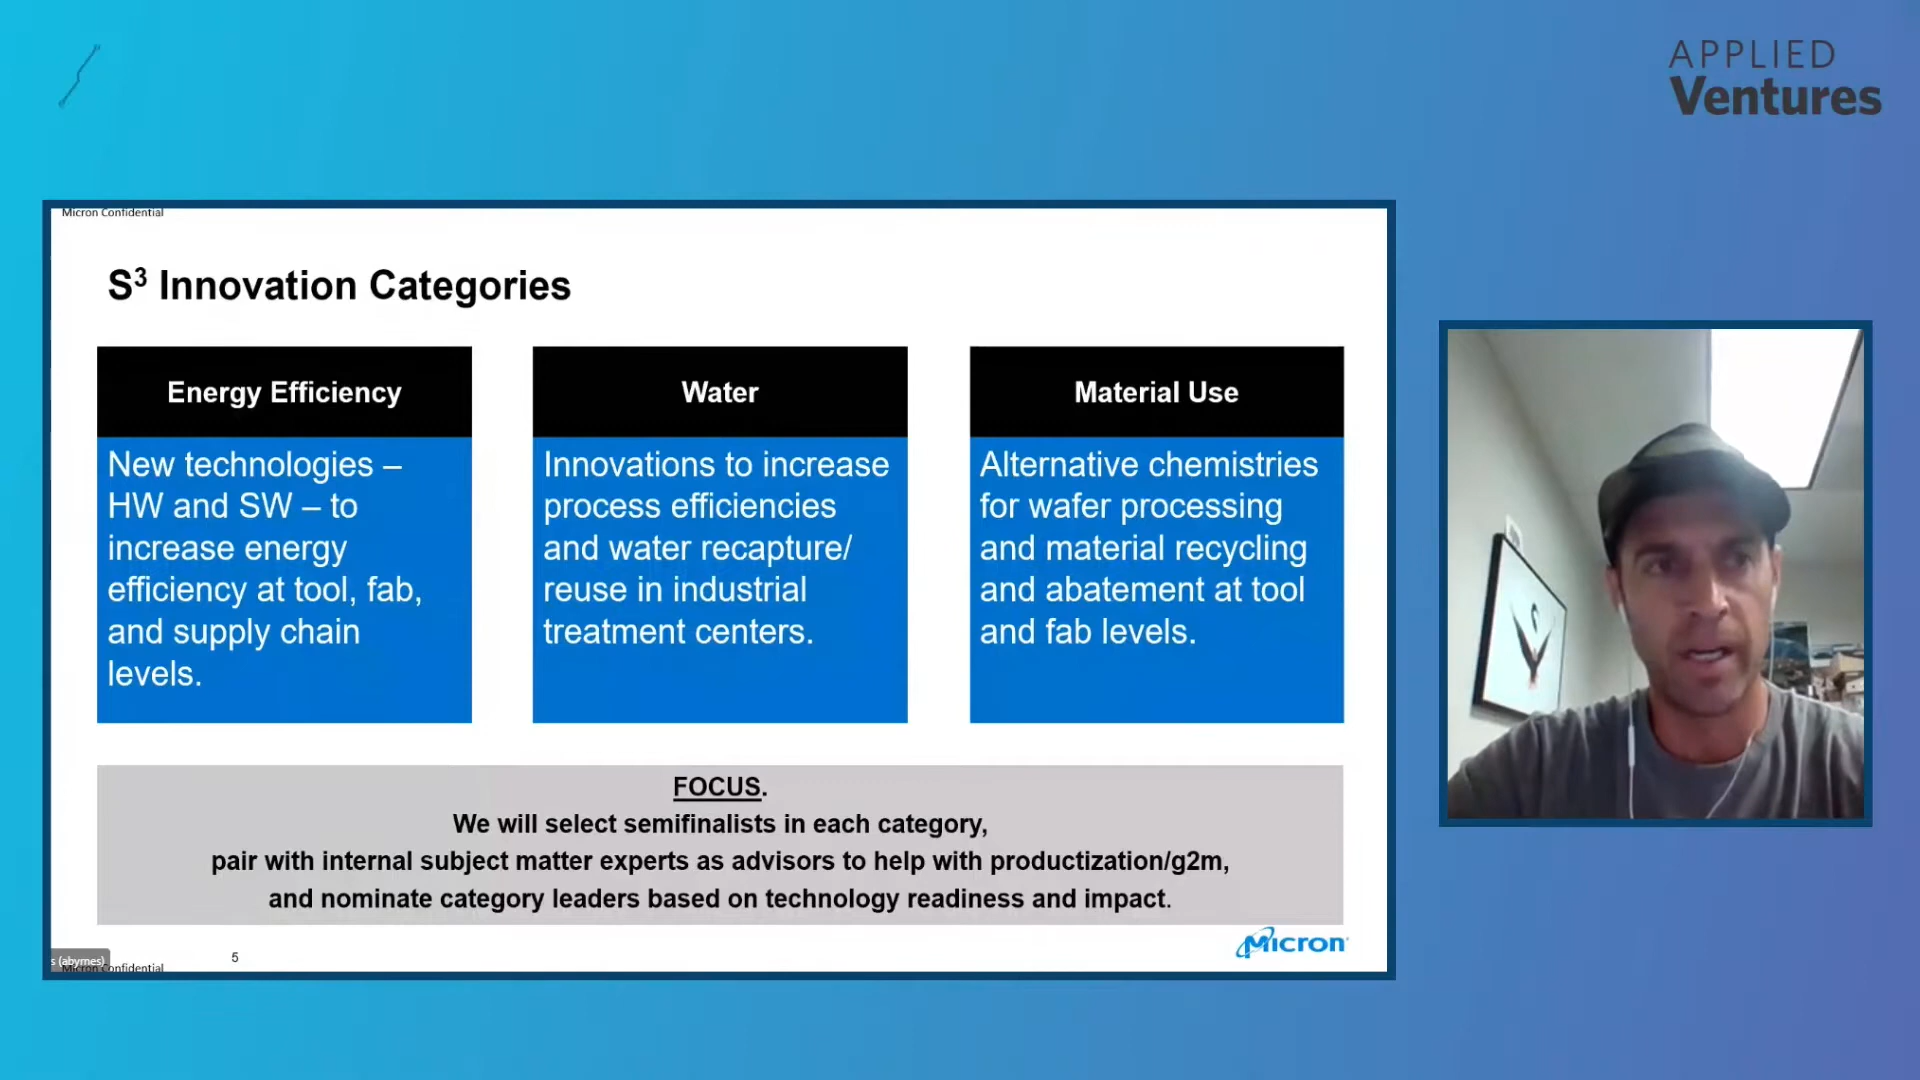 APPLIED
Ventures
Micron Confidential
S³ Innovation Categories
Energy Efficiency
New technologies –
HW and SW – to
increase energy
efficiency at tool, fab,
and supply chain
levels.
Water
Innovations to increase
process efficiencies
and water recapture/
reuse in industrial
treatment centers.
Material Use
Alternative chemistries
for wafer processing
and material recycling
and abatement at tool
and fab levels.
FOCUS.
We will select semifinalists in each category,
pair with internal subject matter experts as advisors to help with productization/g2m,
and nominate category leaders based on technology readiness and impact.
Micron
s (abymes)
Micron Confidential
5